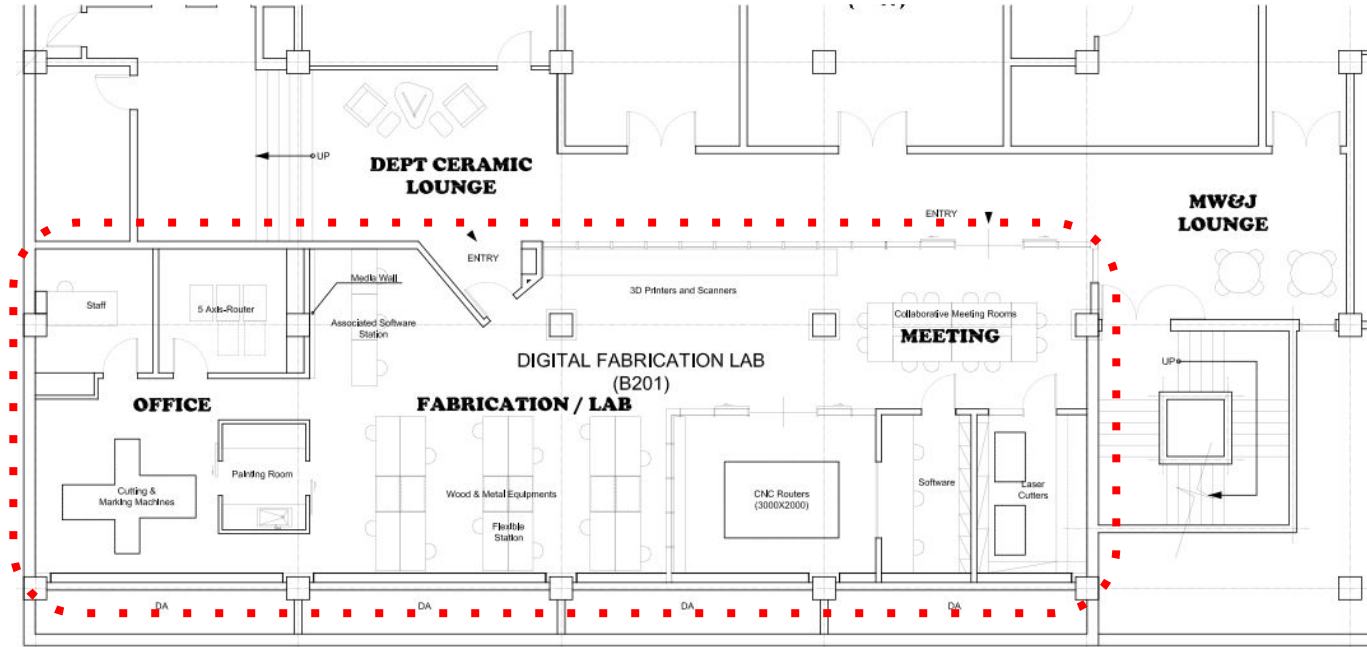 UP
DEPT CERAMIC
LOUNGE
MW&J
LOUNGE
ENTRY
ENTRY
Media Wall
3D Printers and Scanners
Staff
5 Axis-Router
Associated Software
Station
Collaborative Meeting Rooms
MEETING
DIGITAL FABRICATION LAB
(B201)
UP
OFFICE
FABRICATION / LAB
Painting Room
Cutting &
Marking Machines
Wood & Metal Equipments
Flexible
Station
CNC Routers
(3000X2000)
Software
Laser
Cutters
DA
DA
DA
DA